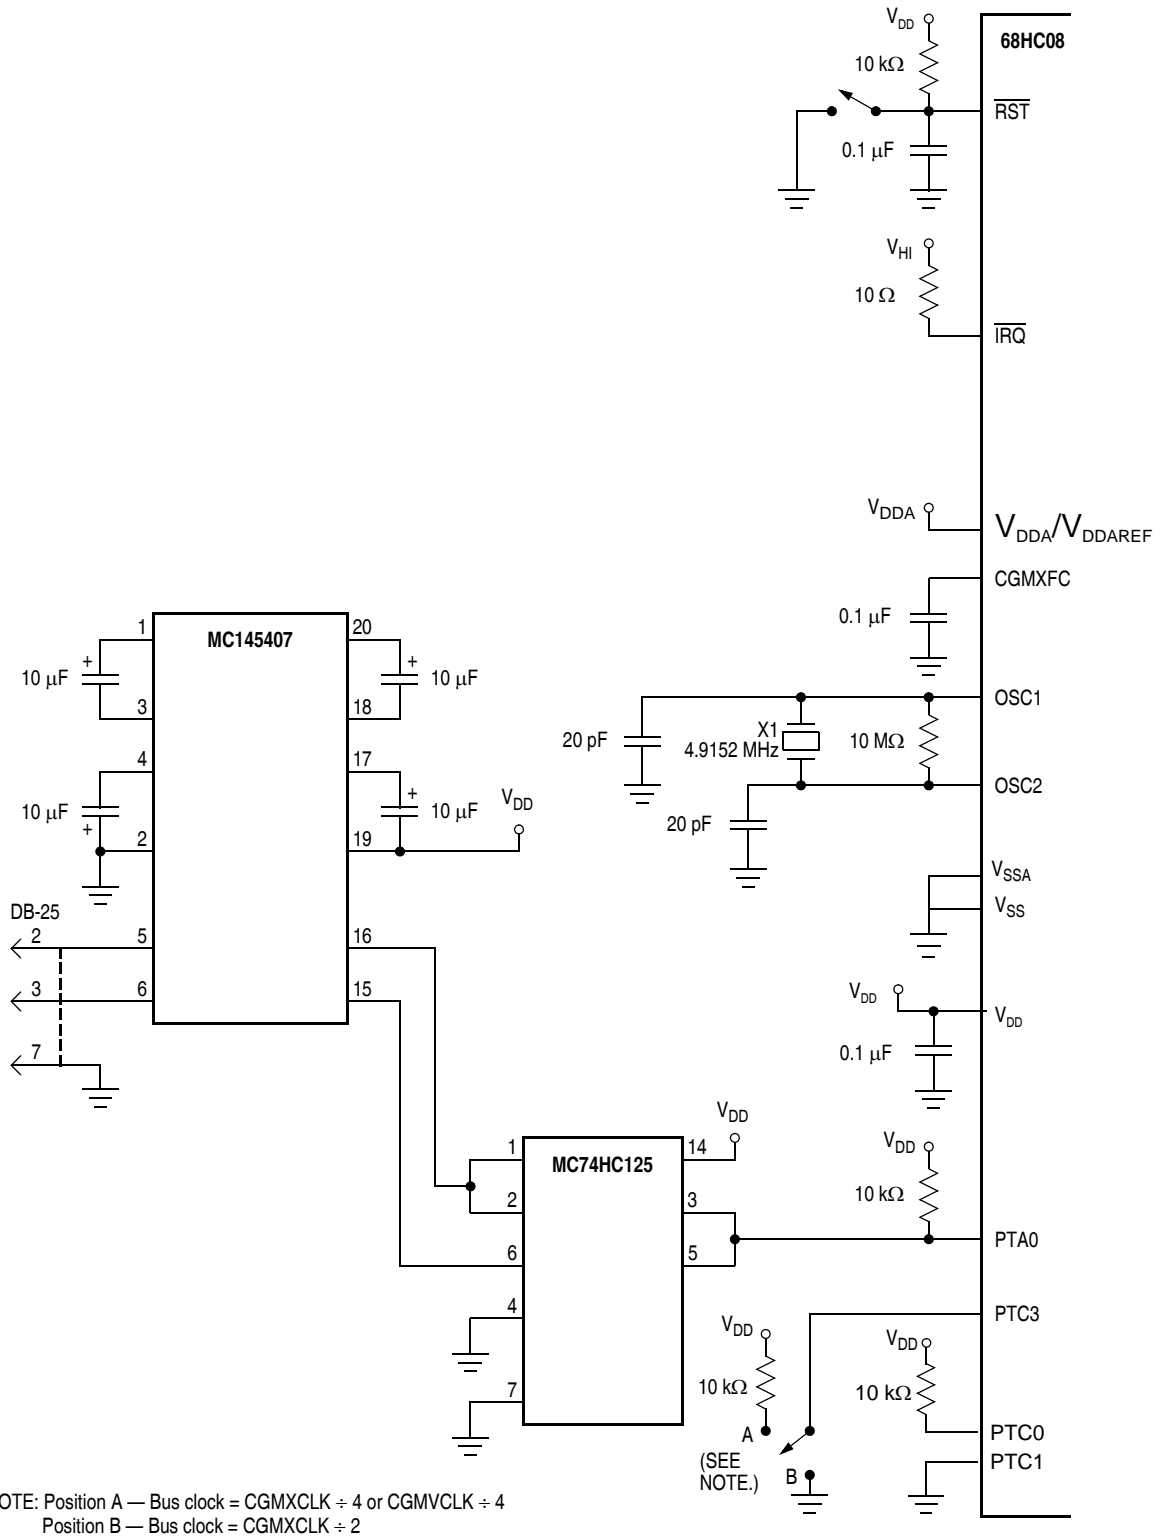 VDD
68HC08
10 kΩ
RST
0.1 µF
VHI
10 Ω
IRQ
VDDA
VDDA/VDDAREF
CGMXFC
0.1 µF
1
MC145407
20
+
10 µF
+
10 µF
3
18
OSC1
X1
4.9152 MHz
20 pF
10 MΩ
4
17
OSC2
10 µF
+
+
10 µF
VDD
20 pF
2
19
VSSA
VSS
DB-25
2
5
16
3
6
15
VDD
VDD
0.1 µF
7
VDD
1
MC74HC125
14
VDD
10 kΩ
2
3
PTA0
6
5
4
PTC3
VDD
VDD
10 kΩ
10 kΩ
7
A
PTC0
(SEE
NOTE.)
B
PTC1
OTE: Position A — Bus clock = CGMXCLK ÷ 4 or CGMVCLK ÷ 4
Position B — Bus clock = CGMXCLK ÷ 2